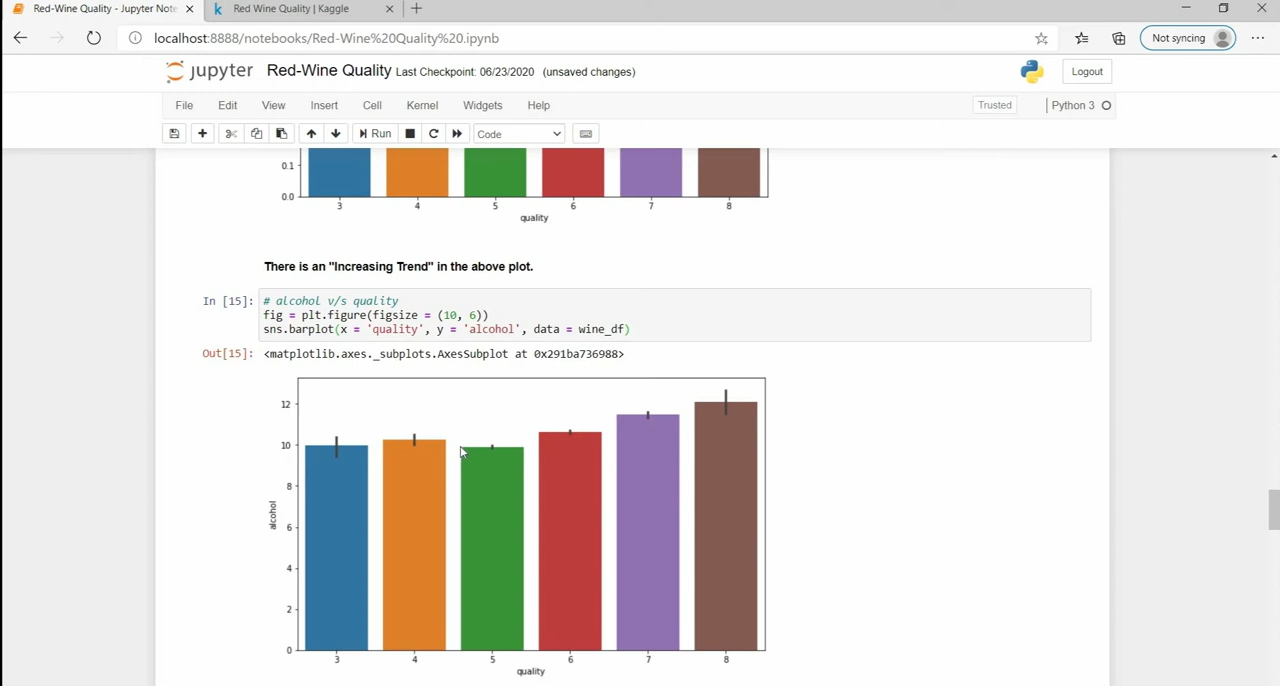 Red-Wine Quality - Jupyter Note
Red Wine Quality | Kaggle
localhost:8888/notebooks/Red-Wine%20Quality%20.ipynb
Not syncing
jupyter Red-Wine Quality Last Checkpoint: 06/23/2020 (unsaved changes)
Logout
File Edit View Insert Cell Kernel Widgets Help
Trusted
Python 3
Run
Code
0.1
0.0
3 4 5 6 7 8
quality
There is an "Increasing Trend" in the above plot.
In [15]: # alcohol v/s quality
fig = plt.figure(figsize = (10, 6))
sns.barplot(x = 'quality', y = 'alcohol', data = wine_df)
Out[15]: <matplotlib.axes._subplots.AxesSubplot at 0x291ba736988>
12
10
8
6
4
2
0
alcohol
3 4 5 6 7 8
quality